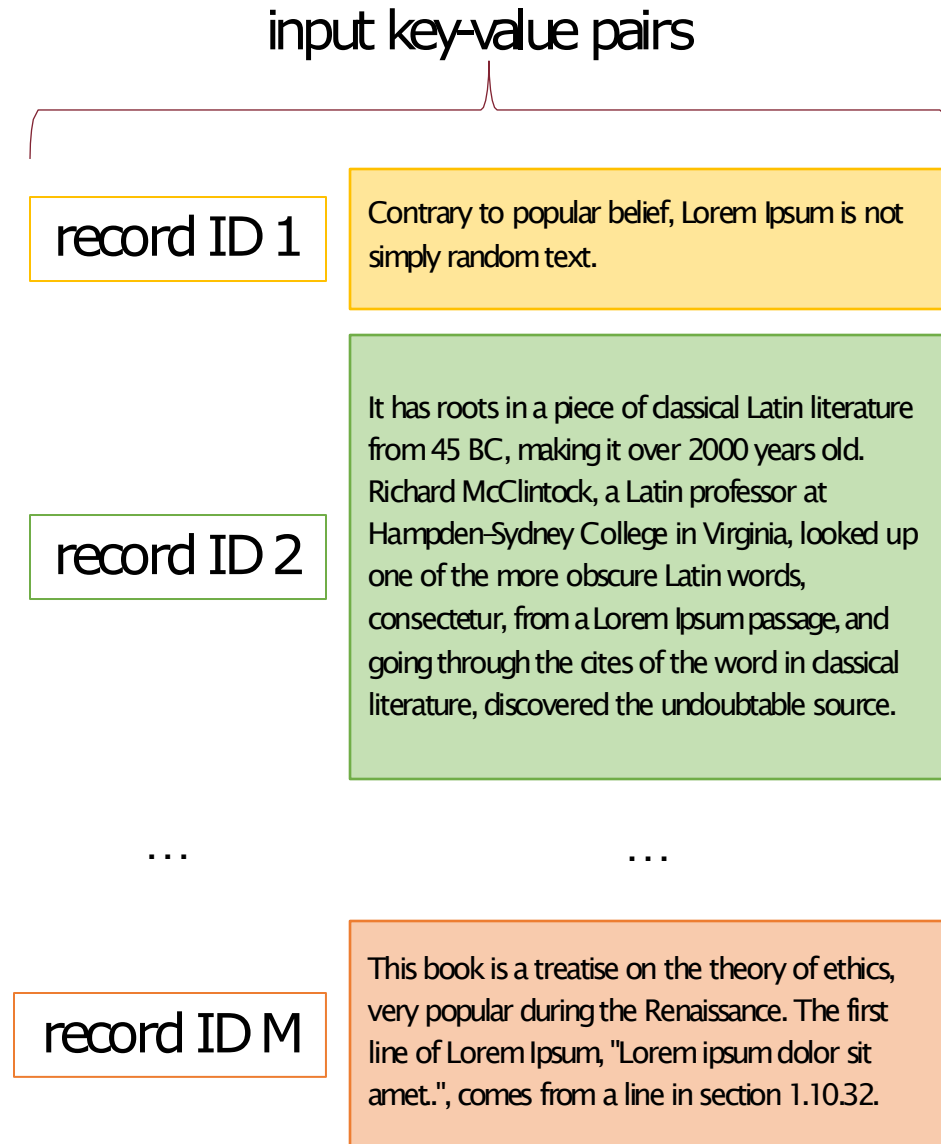 input key-value pairs
record ID 1
Contrary to popular belief, Lorem Ipsum is not
simply random text.
record ID 2
It has roots in a piece of classical Latin literature
from 45 BC, making it over 2000 years old.
Richard McClintock, a Latin professor at
Hampden-Sydney College in Virginia, looked up
one of the more obscure Latin words,
consectetur, from a Lorem Ipsum passage, and
going through the cites of the word in classical
literature, discovered the undoubtable source.
... ...
record ID M
This book is a treatise on the theory of ethics,
very popular during the Renaissance. The first
line of Lorem Ipsum, "Lorem ipsum dolor sit
amet..", comes from a line in section 1.10.32.